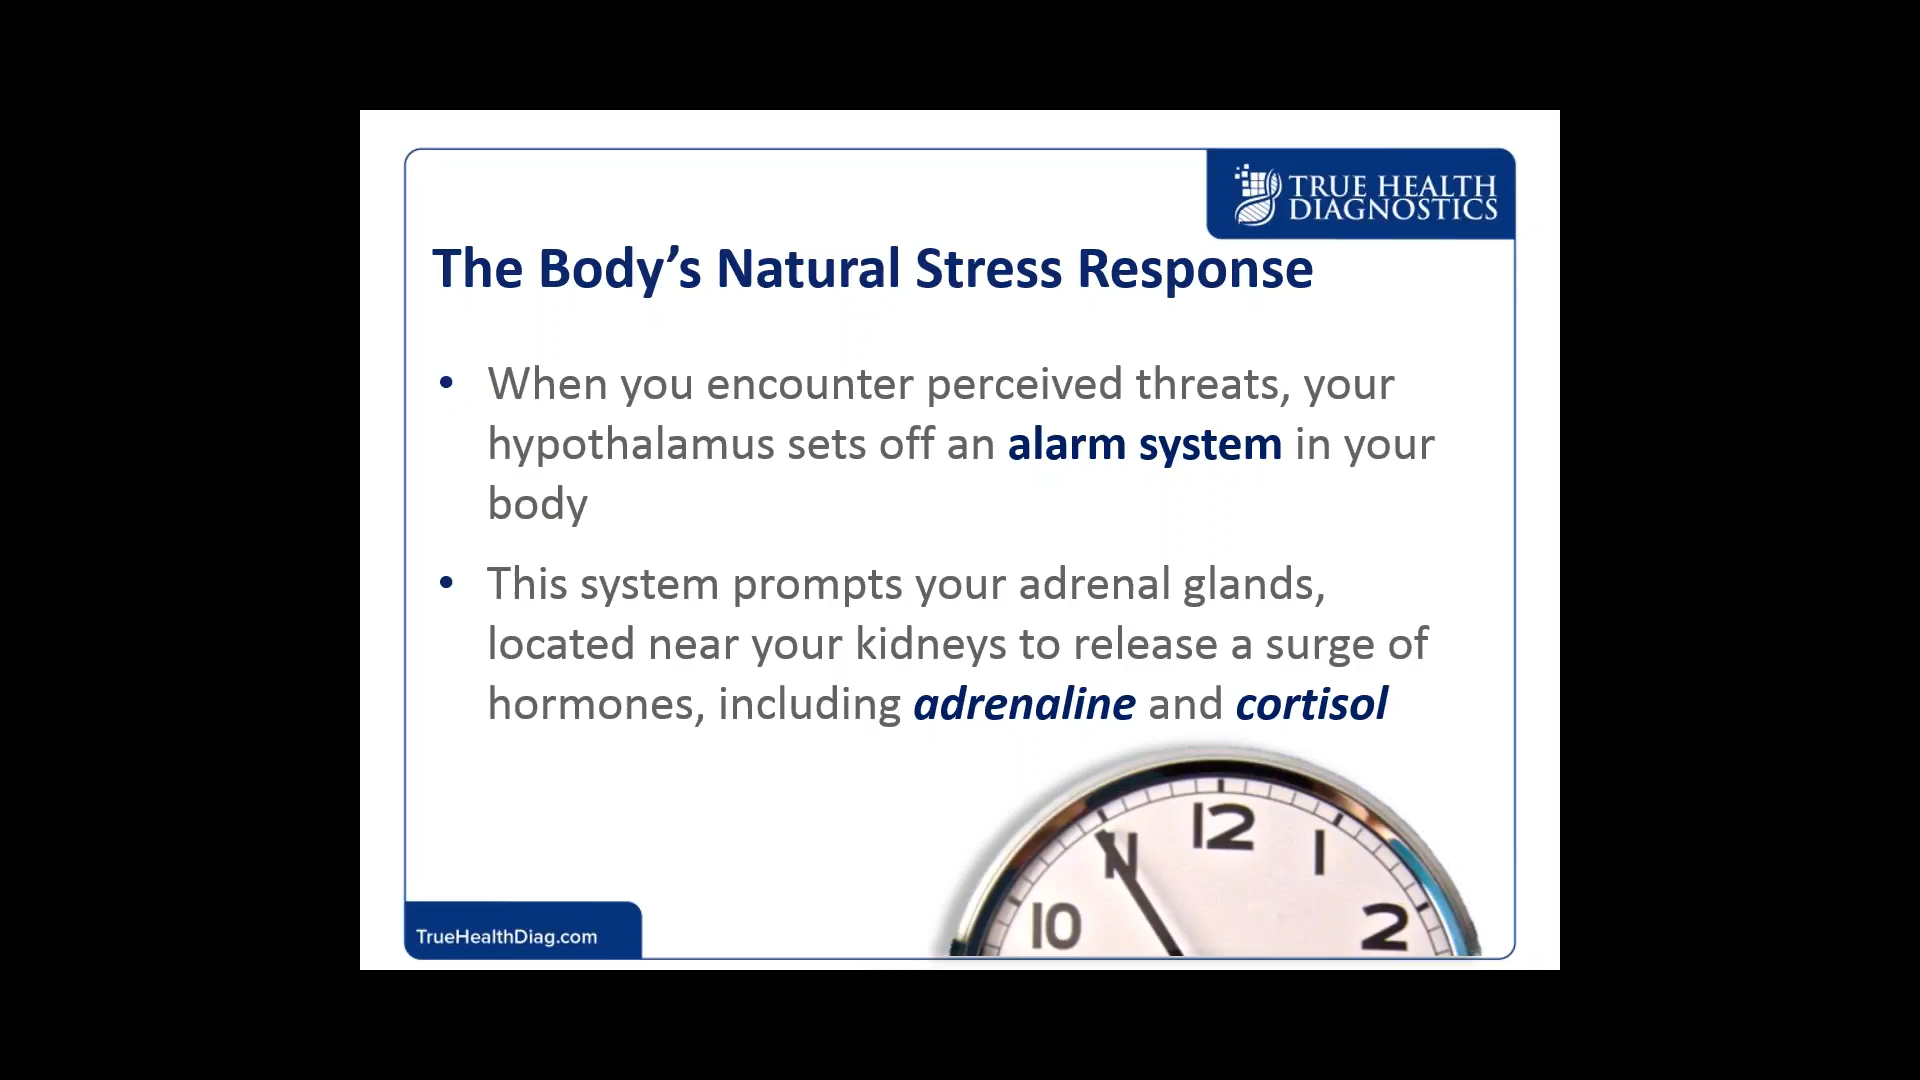 TRUE HEALTH
DIAGNOSTICS
The Body’s Natural Stress Response
• When you encounter perceived threats, your
hypothalamus sets off an alarm system in your
body
• This system prompts your adrenal glands,
located near your kidneys to release a surge of
hormones, including adrenaline and cortisol
12
11
1
10
2
TrueHealthDiag.com